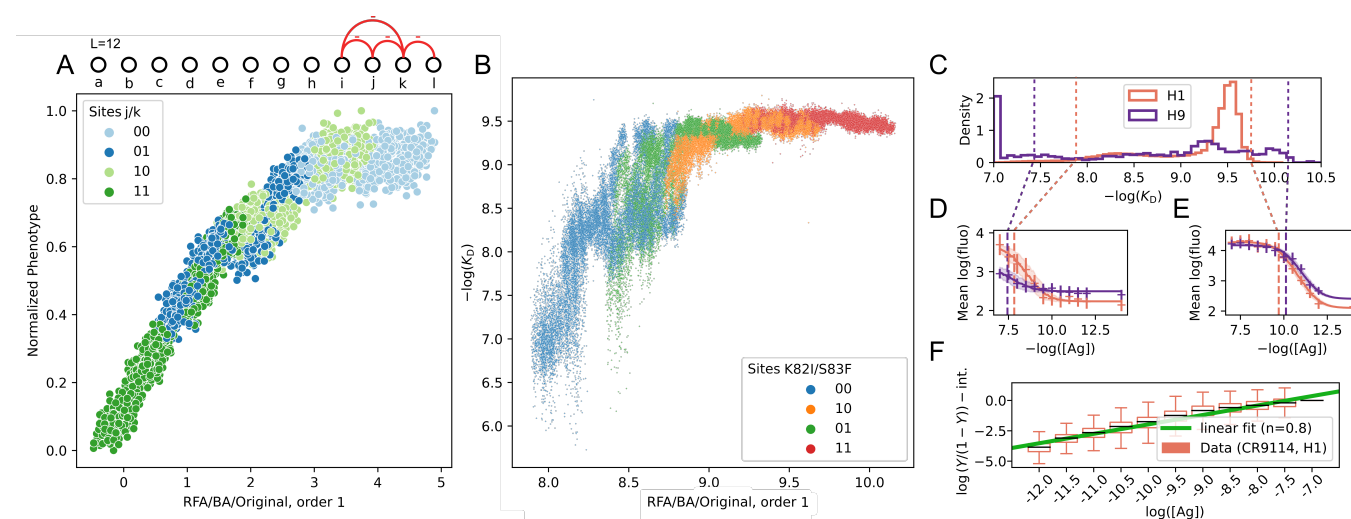 L=12
A
a b c d e f g h i j k l
- - - -
Sites j/k
00
01
10
11
1.0
0.8
0.6
0.4
0.2
0.0
Normalized Phenotype
0 1 2 3 4 5
RFA/BA/Original, order 1
B
9.5
9.0
8.5
8.0
7.5
7.0
6.5
6.0
−log(K_D)
Sites K82I/S83F
00
10
01
11
8.0 8.5 9.0 9.5 10.0
RFA/BA/Original, order 1
C
Density
2
1
0
H1
H9
7.0 7.5 8.0 8.5 9.0 9.5 10.0 10.5
−log(K_D)
D
Mean log(fluo)
4
3
2
7.5 10.0 12.5
−log([Ag])
E
Mean log(fluo)
4
3
2
7.5 10.0 12.5
−log([Ag])
F
log(Y/(1 − Y)) − int.
0.0
−2.5
−5.0
linear fit (n=0.8)
Data (CR9114, H1)
-12.0 -11.5 -11.0 -10.5 -10.0 -9.5 -9.0 -8.5 -8.0 -7.5 -7.0
log([Ag])